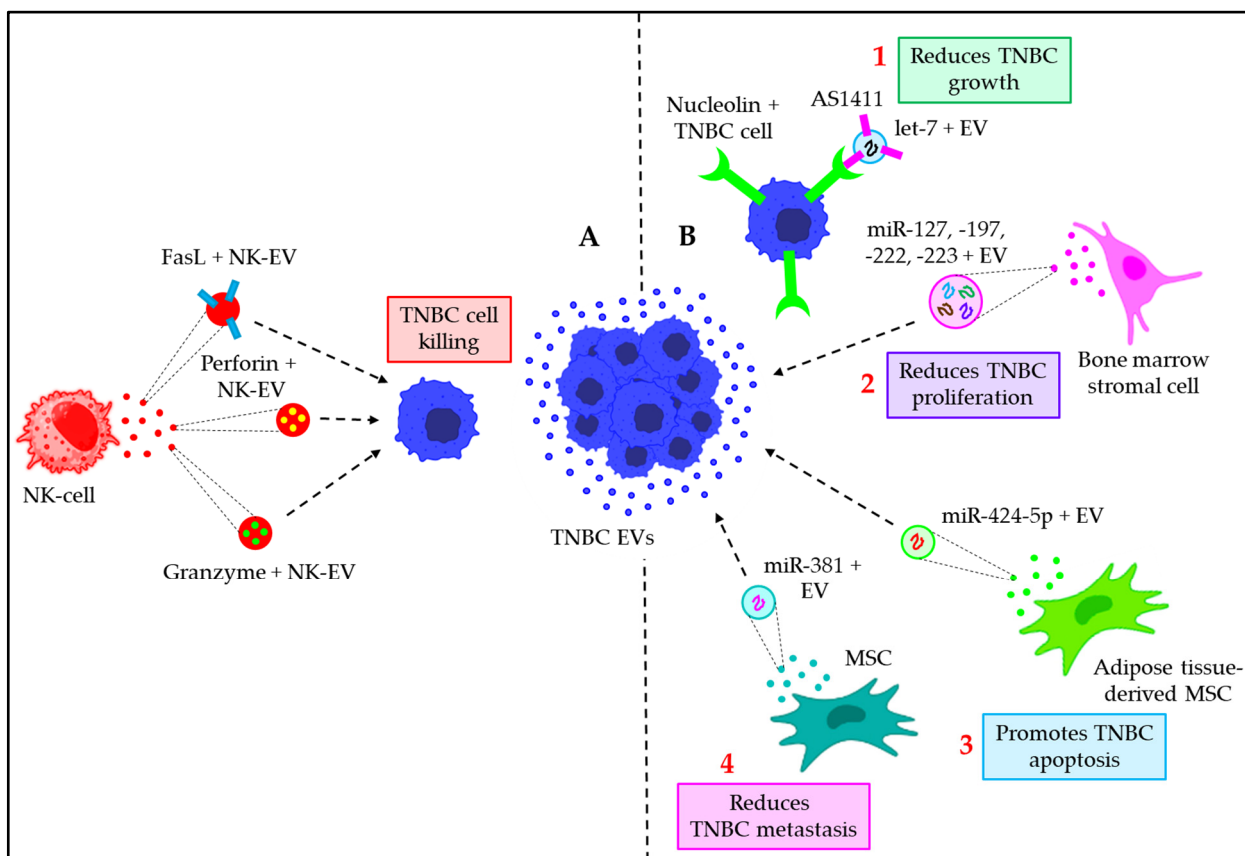 A
FasL + NK-EV
Perforin +
NK-EV
NK-cell
Granzyme + NK-EV
TNBC cell
killing
TNBC EVs
B
1
Reduces TNBC
growth
AS1411
Nucleolin +
TNBC cell
let-7 + EV
miR-127, -197,
-222, -223 + EV
Bone marrow
stromal cell
2
Reduces TNBC
proliferation
miR-424-5p + EV
Adipose tissue-
derived MSC
3
Promotes TNBC
apoptosis
miR-381 +
EV
MSC
4
Reduces
TNBC metastasis